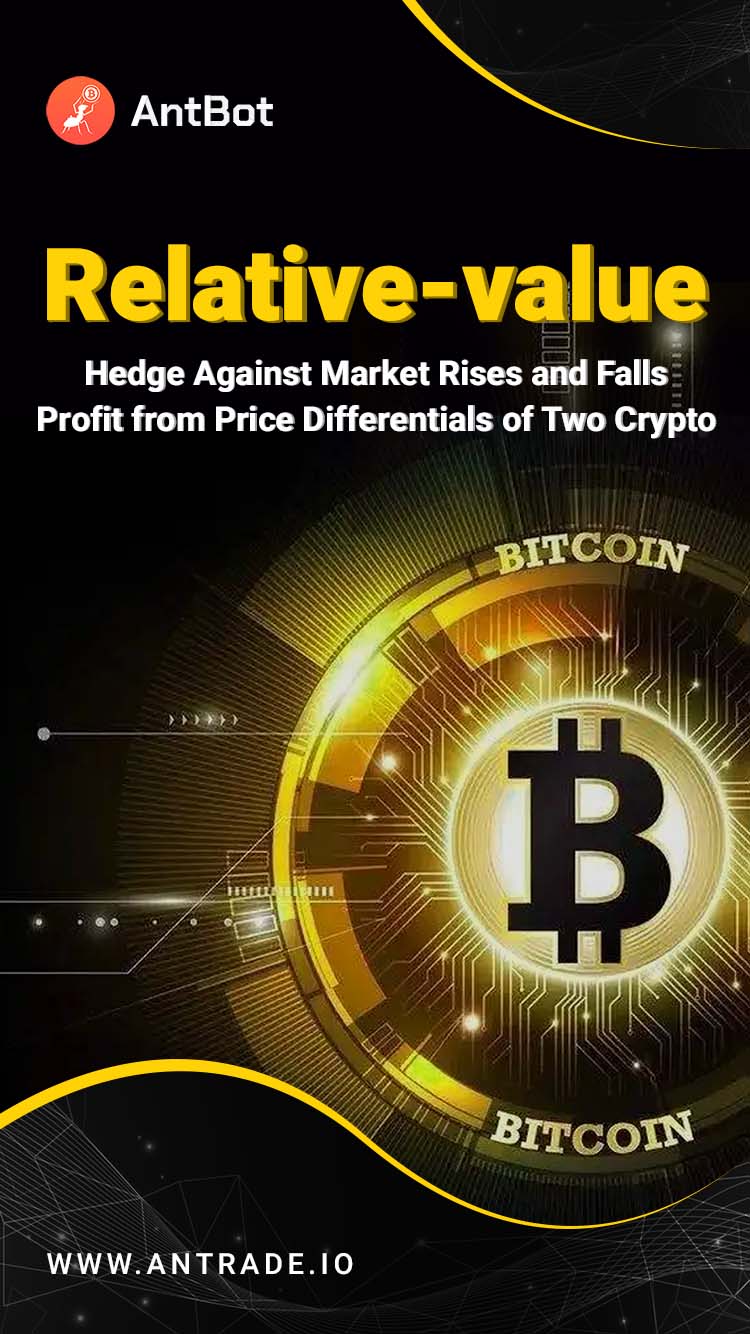 AntBot
Relative-value
Hedge Against Market Rises and Falls
Profit from Price Differentials of Two Crypto
BITCOIN
BITCOIN
WWW.ANTRADE.IO